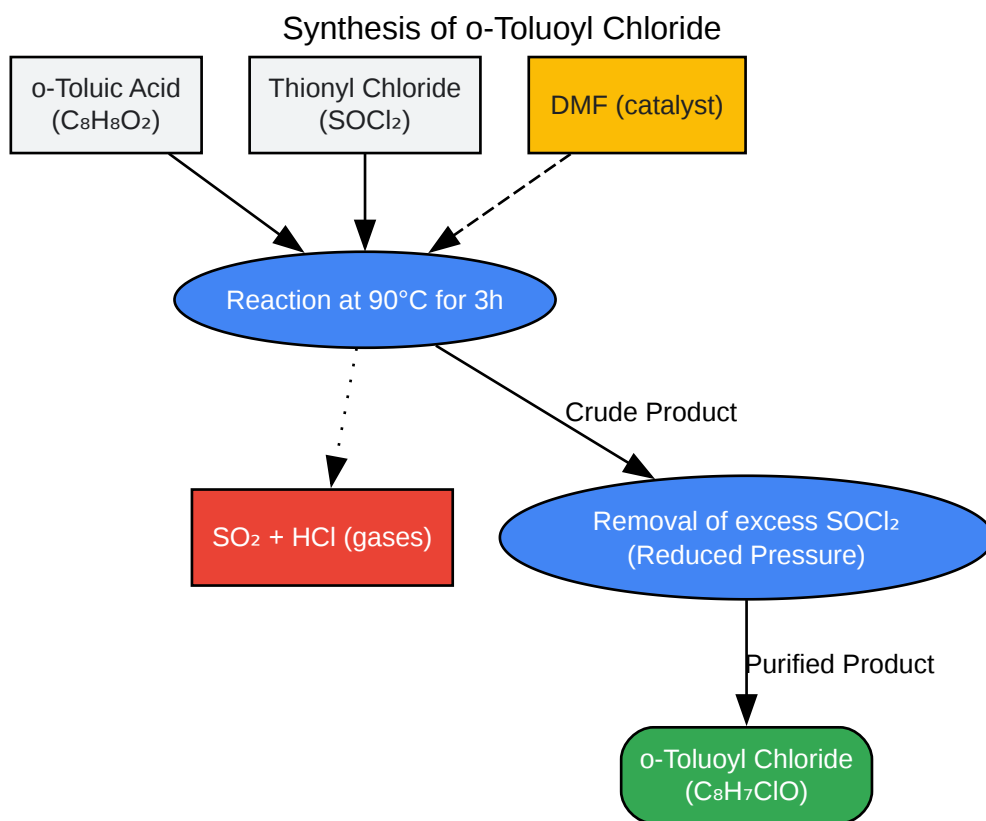 Synthesis of o-Toluoyl Chloride
o-Toluic Acid
(C₈H₈O₂)
Thionyl Chloride
(SOCl₂)
DMF (catalyst)
Reaction at 90°C for 3h
Crude Product
SO₂ + HCl (gases)
Removal of excess SOCl₂
(Reduced Pressure)
Purified Product
o-Toluoyl Chloride
(C₈H₇ClO)